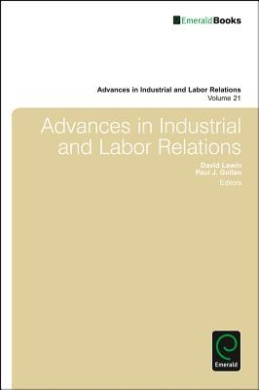 EmeraldBooks
Advances in Industrial and Labor Relations
Volume 21
Advances in Industrial
and Labor Relations
David Lewin
Paul J. Gollan
Editors
Emerald